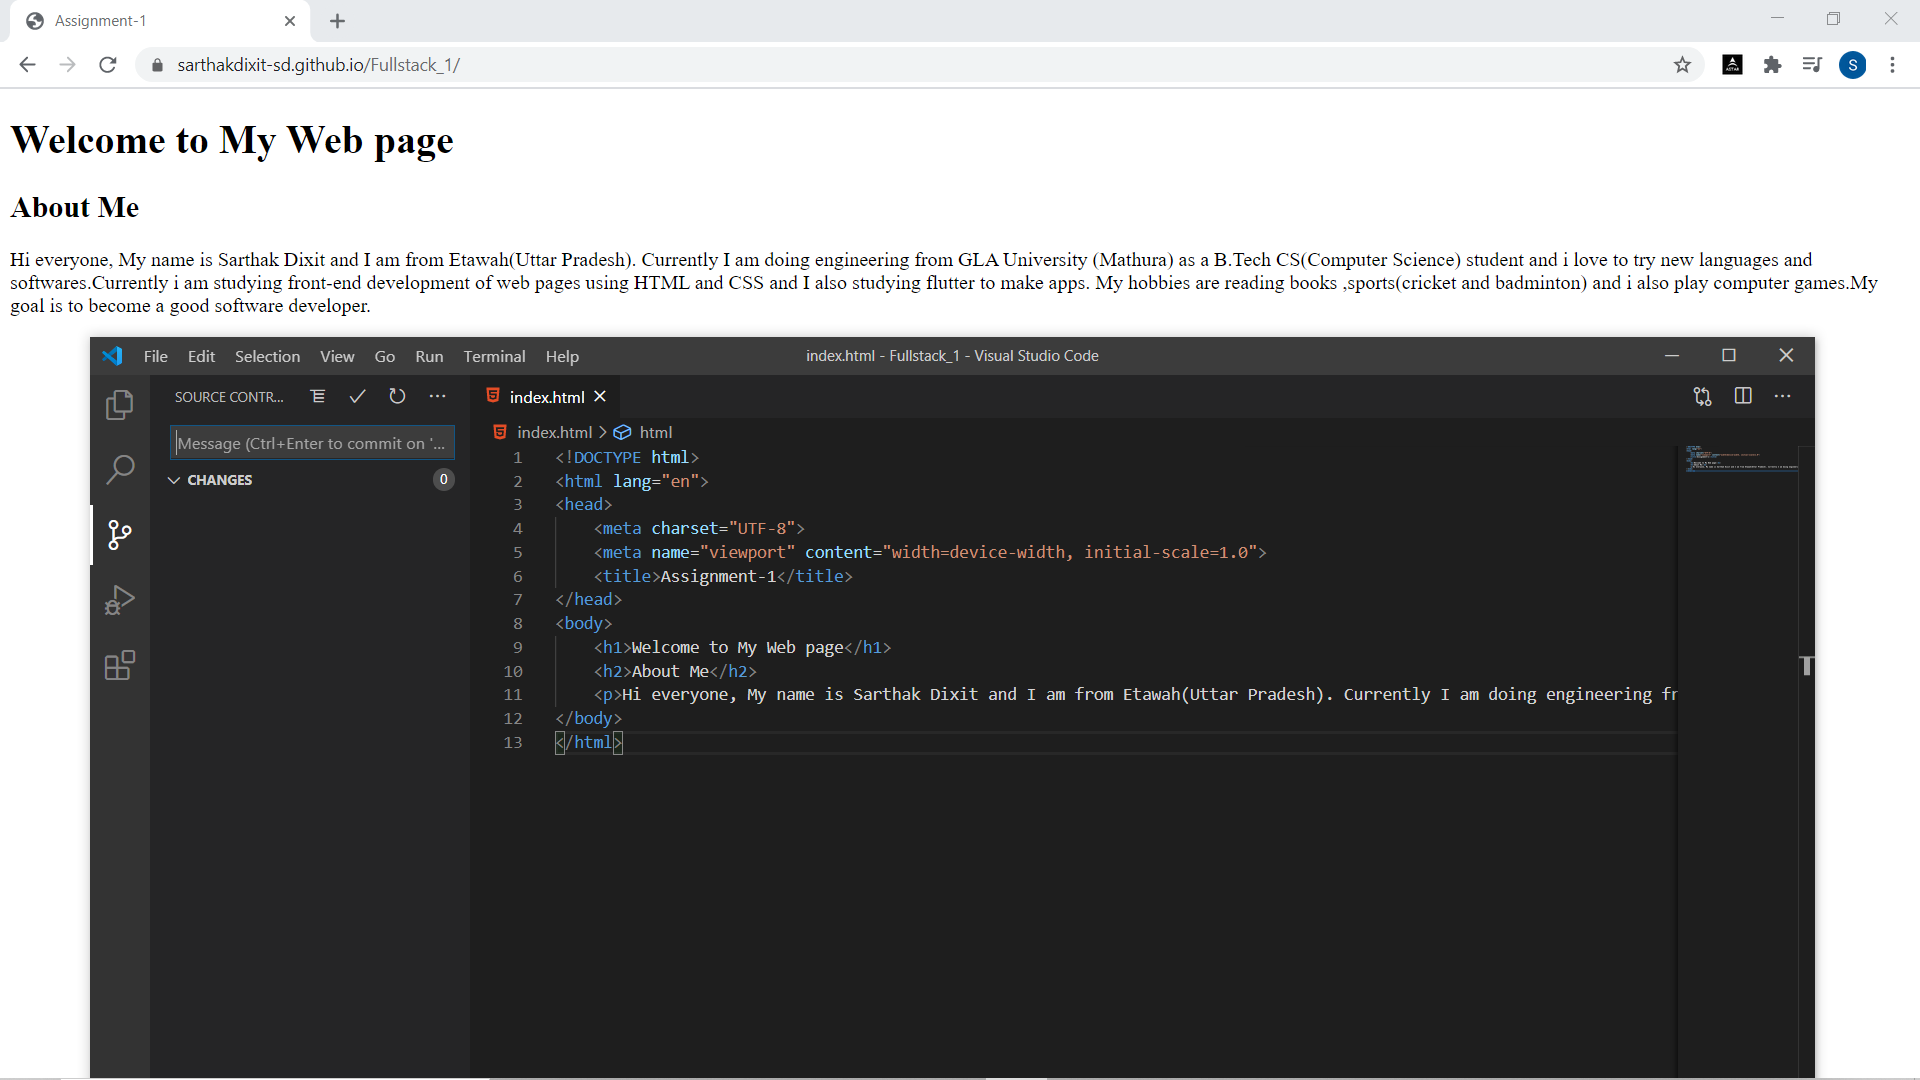 Assignment-1
sarthakdixit-sd.github.io/Fullstack_1/
S
Welcome to My Web page
About Me
Hi everyone, My name is Sarthak Dixit and I am from Etawah(Uttar Pradesh). Currently I am doing engineering from GLA University (Mathura) as a B.Tech CS(Computer Science) student and i love to try new languages and
softwares.Currently i am studying front-end development of web pages using HTML and CSS and I also studying flutter to make apps. My hobbies are reading books ,sports(cricket and badminton) and i also play computer games.My
goal is to become a good software developer.
File Edit Selection View Go Run Terminal Help
index.html - Fullstack_1 - Visual Studio Code
SOURCE CONTR...
Message (Ctrl+Enter to commit on '...
CHANGES 0
index.html
index.html > html
1 <!DOCTYPE html>
2 <html lang="en">
3 <head>
4 <meta charset="UTF-8">
5 <meta name="viewport" content="width=device-width, initial-scale=1.0">
6 <title>Assignment-1</title>
7 </head>
8 <body>
9 <h1>Welcome to My Web page</h1>
10 <h2>About Me</h2>
11 <p>Hi everyone, My name is Sarthak Dixit and I am from Etawah(Uttar Pradesh). Currently I am doing engineering fr
12 </body>
13 </html>